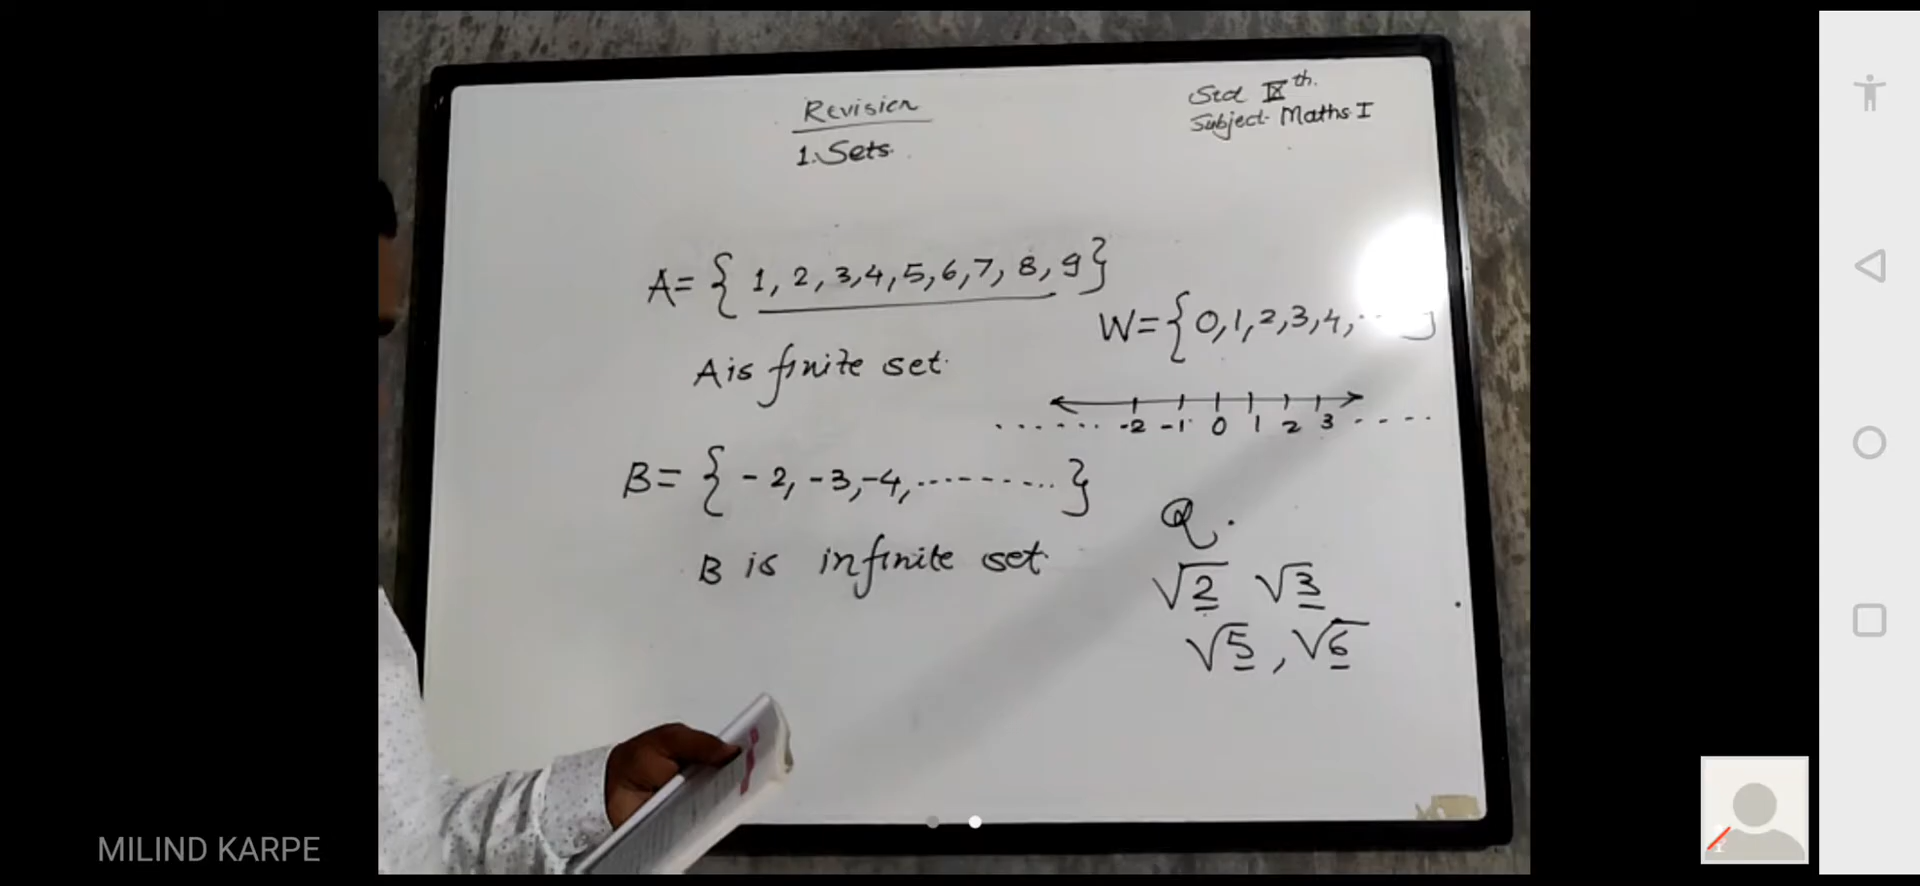 Revision
1. Sets.
Std IXth.
Subject- Maths I
A = { 1, 2, 3, 4, 5, 6, 7, 8, 9 }
A is finite set.
W = { 0, 1, 2, 3, 4, ..... }
...... -2 -1 0 1 2 3 ....
B = { -2, -3, -4, .......... }
B is infinite set.
Q.
√2 √3
√5, √6
MILIND KARPE